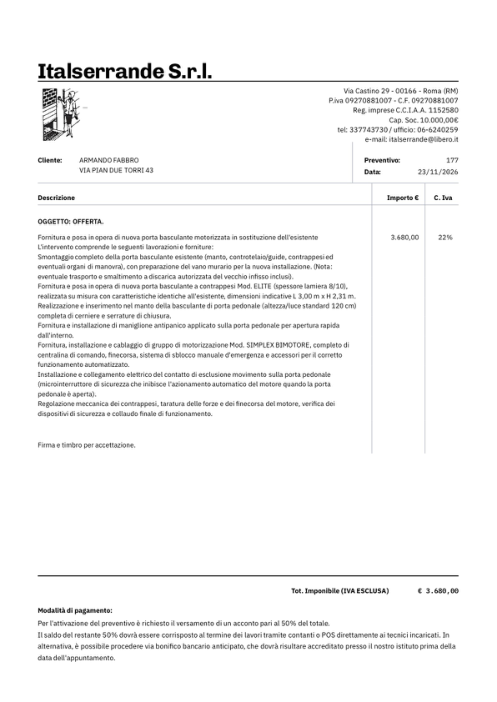 Italserrande S.r.l.
Via Castino 29 - 00166 - Roma (RM)
P.iva 09270881007 - C.F. 09270881007
Reg. imprese C.C.I.A.A. 1152580
Cap. Soc. 10.000,00€
tel: 337743730 / ufficio: 06-6240259
e-mail: italserrande@libero.it
Cliente: ARMANDO FABBRO
VIA PIAN DUE TORRI 43
Preventivo: 177
Data: 23/11/2026
Descrizione Importo € C. Iva
OGGETTO: OFFERTA.
Fornitura e posa in opera di nuova porta basculante motorizzata in sostituzione dell'esistente 3.680,00 22%
L'intervento comprende le seguenti lavorazioni e forniture:
Smontaggio completo della porta basculante esistente (manto, controtelaio/guide, contrappesi ed
eventuali organi di manovra), con preparazione del vano murario per la nuova installazione. (Nota:
eventuale trasporto e smaltimento a discarica autorizzata del vecchio infisso inclusi).
Fornitura e posa in opera di nuova porta basculante a contrappesi Mod. ELITE (spessore lamiera 8/10),
realizzata su misura con caratteristiche identiche all'esistente, dimensioni indicative L 3,00 m x H 2,31 m.
Realizzazione e inserimento nel manto della basculante di porta pedonale (altezza/luce standard 120 cm)
completa di cerniere e serratura di chiusura.
Fornitura e installazione di maniglione antipanico applicato sulla porta pedonale per apertura rapida
dall'interno.
Fornitura, installazione e cablaggio di gruppo di motorizzazione Mod. SIMPLEX BIMOTORE, completo di
centralina di comando, finecorsa, sistema di sblocco manuale d'emergenza e accessori per il corretto
funzionamento automatizzato.
Installazione e collegamento elettrico del contatto di esclusione movimento sulla porta pedonale
(microinterruttore di sicurezza che inibisce l'azionamento automatico del motore quando la porta
pedonale è aperta).
Regolazione meccanica dei contrappesi, taratura delle forze e dei finecorsa del motore, verifica dei
dispositivi di sicurezza e collaudo finale di funzionamento.
Firma e timbro per accettazione.
Tot. Imponibile (IVA ESCLUSA) € 3.680,00
Modalità di pagamento:
Per l'attivazione del preventivo è richiesto il versamento di un acconto pari al 50% del totale.
Il saldo del restante 50% dovrà essere corrisposto al termine dei lavori tramite contanti o POS direttamente ai tecnici incaricati. In
alternativa, è possibile procedere via bonifico bancario anticipato, che dovrà risultare accreditato presso il nostro istituto prima della
data dell'appuntamento.